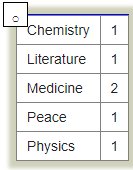 Chemistry 1
Literature 1
Medicine 2
Peace 1
Physics 1